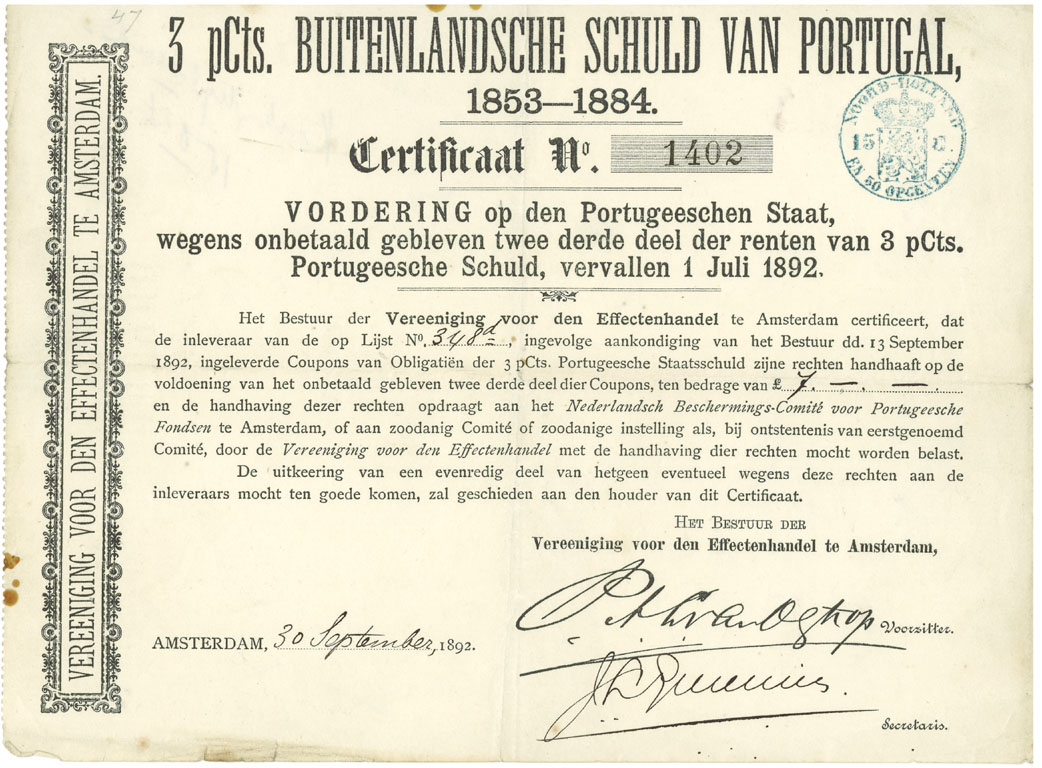 47
3 pCts. BUITENLANDSCHE SCHULD VAN PORTUGAL,
1853—1884.
Certificaat No. 1402
NOORD-HOLLAND
15 C.
EN 50 OPCENTEN
VORDERING op den Portugeeschen Staat,
wegens onbetaald gebleven twee derde deel der renten van 3 pCts.
Portugeesche Schuld, vervallen 1 Juli 1892.
Het Bestuur der Vereeniging voor den Effectenhandel te Amsterdam certificeert, dat
de inleveraar van de op Lijst No. 348d, ingevolge aankondiging van het Bestuur dd. 13 September
1892, ingeleverde Coupons van Obligatiën der 3 pCts. Portugeesche Staatsschuld zijne rechten handhaaft op de
voldoening van het onbetaald gebleven twee derde deel dier Coupons, ten bedrage van £ 7.—.—.
en de handhaving dezer rechten opdraagt aan het Nederlandsch Beschermings-Comité voor Portugeesche
Fondsen te Amsterdam, of aan zoodanig Comité of zoodanige instelling als, bij ontstentenis van eerstgenoemd
Comité, door de Vereeniging voor den Effectenhandel met de handhaving dier rechten mocht worden belast.
De uitkeering van een evenredig deel van hetgeen eventueel wegens deze rechten aan de
inleveraars mocht ten goede komen, zal geschieden aan den houder van dit Certificaat.
HET BESTUUR DER
Vereeniging voor den Effectenhandel te Amsterdam,
Voorzitter.
AMSTERDAM, 30 September, 1892.
Secretaris.
VEREENIGING VOOR DEN EFFECTENHANDEL TE AMSTERDAM.